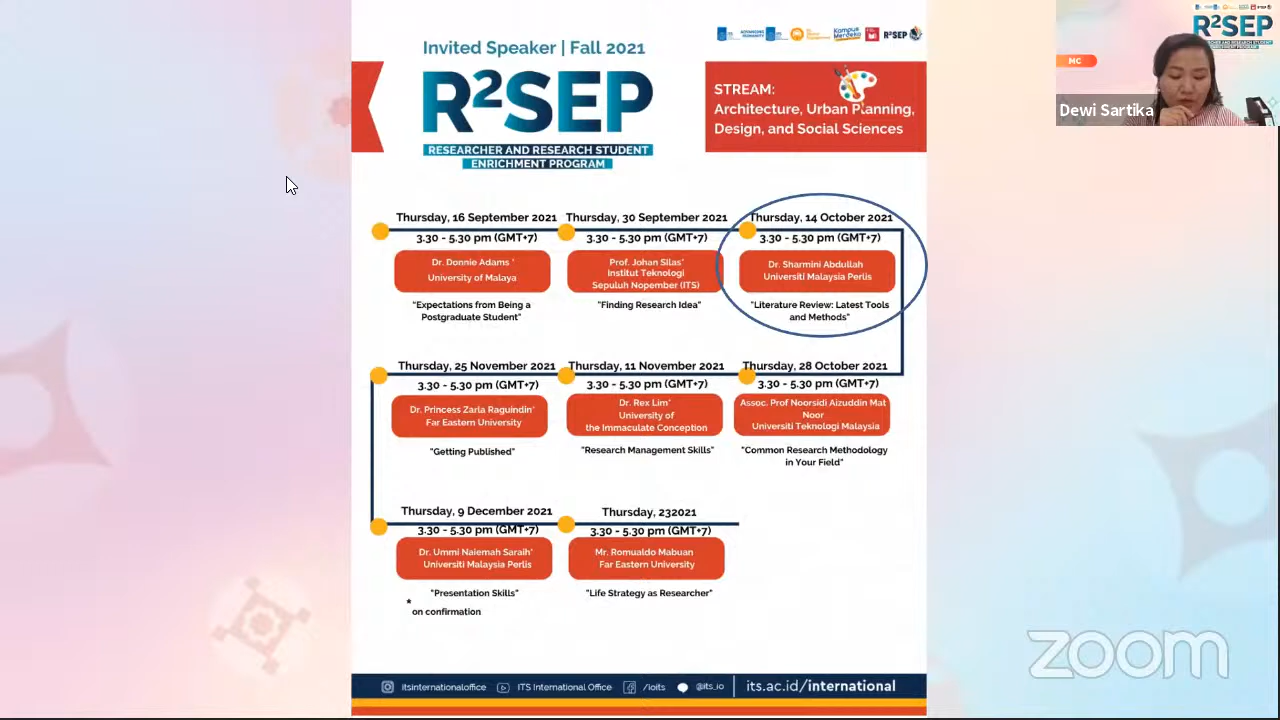 Invited Speaker | Fall 2021
R²SEP
RESEARCHER AND RESEARCH STUDENT
ENRICHMENT PROGRAM
ADVANCING HUMANITY
Kampus Merdeka
R²SEP
STREAM:
Architecture, Urban Planning,
Design, and Social Sciences
R²SEP
RESEARCHER AND RESEARCH STUDENT
ENRICHMENT PROGRAM
MC
Dewi Sartika
Thursday, 16 September 2021
3.30 - 5.30 pm (GMT+7)
Dr. Donnie Adams *
University of Malaya
"Expectations from Being a
Postgraduate Student"
Thursday, 30 September 2021
3.30 - 5.30 pm (GMT+7)
Prof. Johan Silas*
Institut Teknologi
Sepuluh Nopember (ITS)
"Finding Research Idea"
Thursday, 14 October 2021
3.30 - 5.30 pm (GMT+7)
Dr. Sharmini Abdullah
Universiti Malaysia Perlis
"Literature Review: Latest Tools
and Methods"
Thursday, 25 November 2021
3.30 - 5.30 pm (GMT+7)
Dr. Princess Zarla Raguindin*
Far Eastern University
"Getting Published"
Thursday, 11 November 2021
3.30 - 5.30 pm (GMT+7)
Dr. Rex Lim*
University of
the Immaculate Conception
"Research Management Skills"
Thursday, 28 October 2021
3.30 - 5.30 pm (GMT+7)
Assoc. Prof Noorsidi Aizuddin Mat
Noor
Universiti Teknologi Malaysia
"Common Research Methodology
in Your Field"
Thursday, 9 December 2021
3.30 - 5.30 pm (GMT+7)
Dr. Ummi Naiemah Saraih*
Universiti Malaysia Perlis
"Presentation Skills"
Thursday, 232021
3.30 - 5.30 pm (GMT+7)
Mr. Romualdo Mabuan
Far Eastern University
"Life Strategy as Researcher"
* on confirmation
itsinternationaloffice
ITS International Office
/ioits
@its_io
its.ac.id/international
zoom